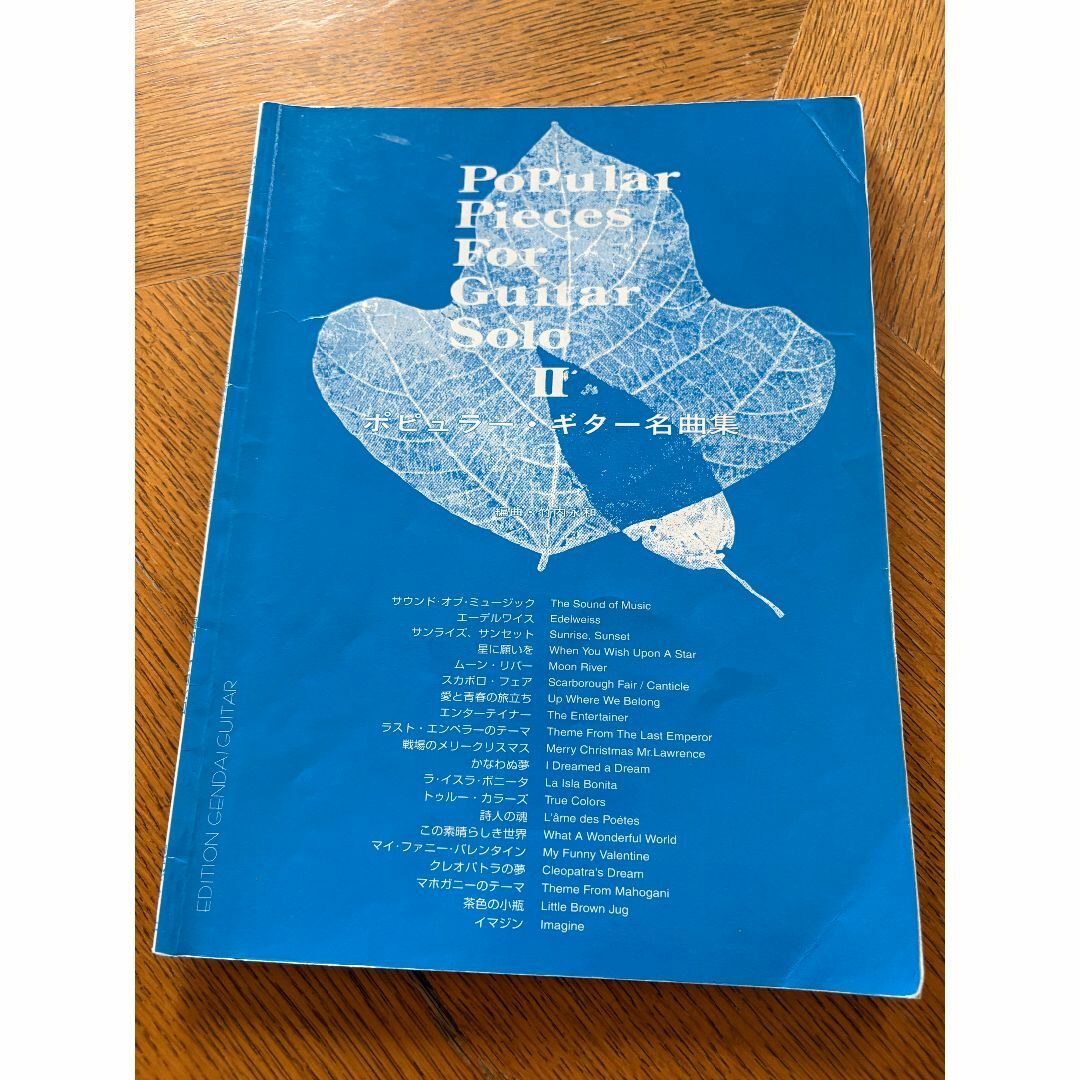 PoPular
Pieces
For
Guitar
Solo
II
ポピュラー・ギター名曲集
編曲:竹内永和
サウンド・オブ・ミュージック The Sound of Music
エーデルワイス Edelweiss
サンライズ、サンセット Sunrise, Sunset
星に願いを When You Wish Upon A Star
ムーン・リバー Moon River
スカボロ・フェア Scarborough Fair / Canticle
愛と青春の旅立ち Up Where We Belong
エンターテイナー The Entertainer
ラスト・エンペラーのテーマ Theme From The Last Emperor
戦場のメリークリスマス Merry Christmas Mr.Lawrence
かなわぬ夢 I Dreamed a Dream
ラ・イスラ・ボニータ La Isla Bonita
トゥルー・カラーズ True Colors
詩人の魂 L'âme des Poétes
この素晴らしき世界 What A Wonderful World
マイ・ファニー・バレンタイン My Funny Valentine
クレオパトラの夢 Cleopatra's Dream
マホガニーのテーマ Theme From Mahogani
茶色の小瓶 Little Brown Jug
イマジン Imagine
EDITION GENDAI GUITAR